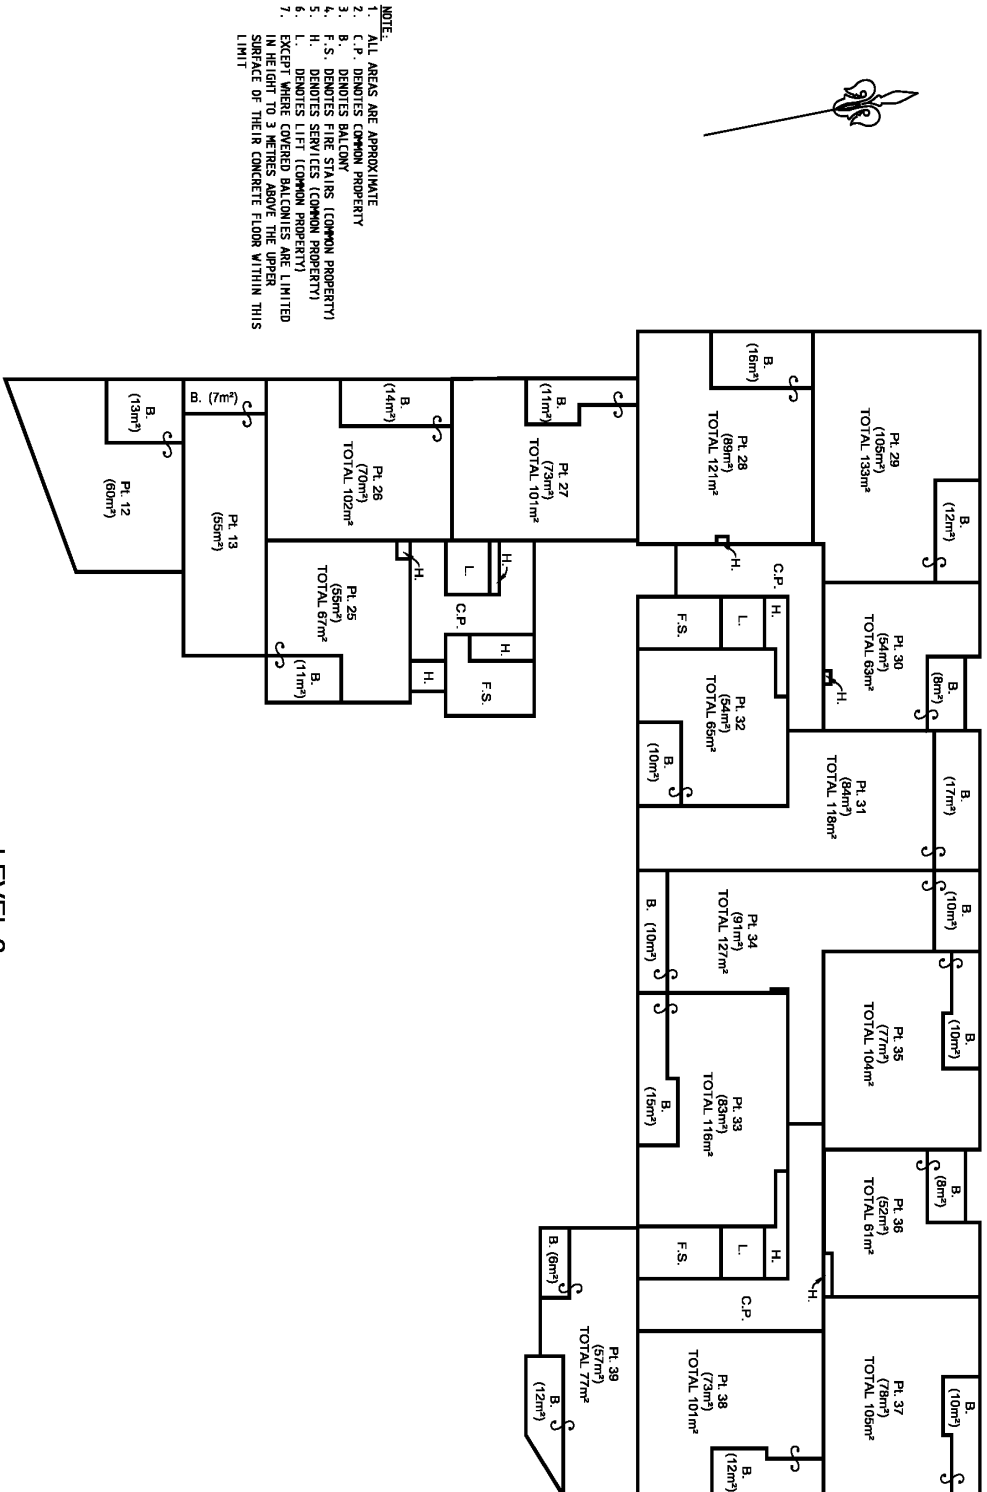 NOTE:
1. ALL AREAS ARE APPROXIMATE
2. C.P. DENOTES COMMON PROPERTY
3. B. DENOTES BALCONY
4. F.S. DENOTES FIRE STAIRS (COMMON PROPERTY)
5. H. DENOTES SERVICES (COMMON PROPERTY)
6. L. DENOTES LIFT (COMMON PROPERTY)
7. EXCEPT WHERE COVERED BALCONIES ARE LIMITED
IN HEIGHT TO 3 METRES ABOVE THE UPPER
SURFACE OF THEIR CONCRETE FLOOR WITHIN THIS
LIMIT
Pt. 29
(105m²)
TOTAL 133m²
B.
(12m²)
B.
(16m²)
Pt. 28
(89m²)
TOTAL 121m²
H.
C.P.
Pt. 30
(54m²)
TOTAL 63m²
B.
(8m²)
H.
B.
(11m²)
Pt. 27
(73m²)
TOTAL 101m²
B.
(14m²)
Pt. 26
(70m²)
TOTAL 102m²
B. (7m²)
Pt. 13
(55m²)
B.
(13m²)
Pt. 12
(60m²)
Pt. 25
(55m²)
TOTAL 67m²
B.
(11m²)
H.
H.
L.
C.P.
H.
F.S.
H.
H.
L.
F.S.
Pt. 32
(54m²)
TOTAL 65m²
B.
(10m²)
Pt. 31
(84m²)
TOTAL 118m²
B.
(17m²)
B.
(10m²)
Pt. 34
(91m²)
TOTAL 127m²
B. (10m²)
Pt. 35
(77m²)
TOTAL 104m²
B.
(10m²)
Pt. 33
(83m²)
TOTAL 116m²
B.
(15m²)
Pt. 36
(52m²)
TOTAL 61m²
B.
(8m²)
H.
H.
L.
F.S.
C.P.
Pt. 37
(78m²)
TOTAL 105m²
B.
(10m²)
Pt. 38
(73m²)
TOTAL 101m²
B.
(12m²)
Pt. 39
(57m²)
TOTAL 77m²
B. (6m²)
B.
(12m²)